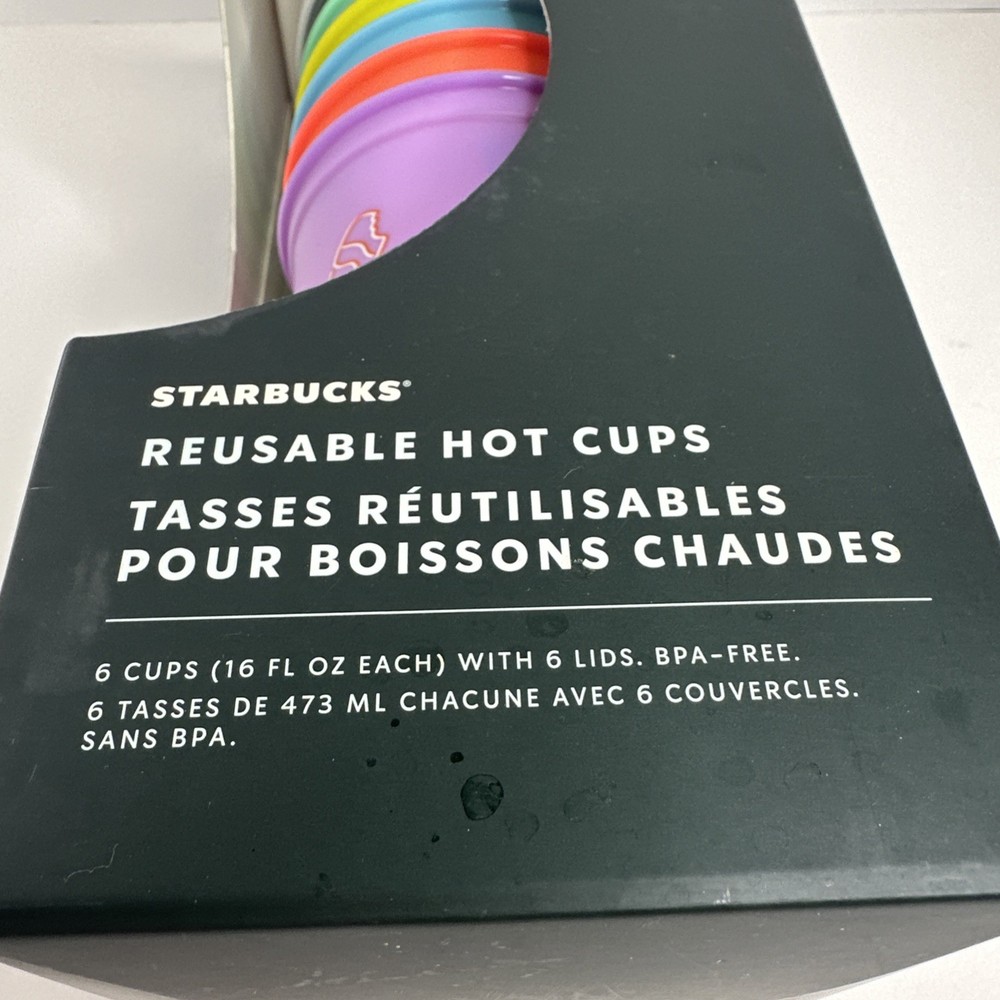 STARBUCKS®
REUSABLE HOT CUPS
TASSES RÉUTILISABLES
POUR BOISSONS CHAUDES
6 CUPS (16 FL OZ EACH) WITH 6 LIDS. BPA-FREE.
6 TASSES DE 473 ML CHACUNE AVEC 6 COUVERCLES.
SANS BPA.